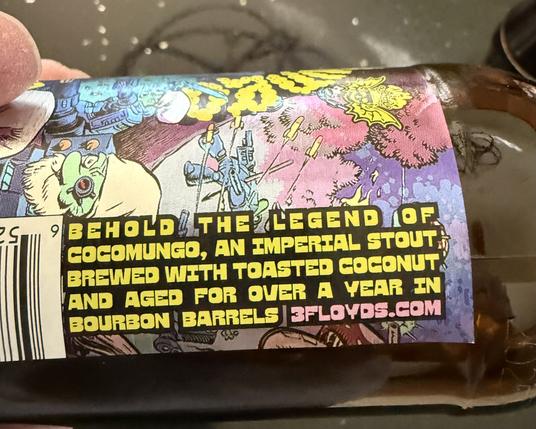 BEHOLD THE LEGEND OF
COCOMUNGO, AN IMPERIAL STOUT
BREWED WITH TOASTED COCONUT
AND AGED FOR OVER A YEAR IN
BOURBON BARRELS 3FLOYDS.COM